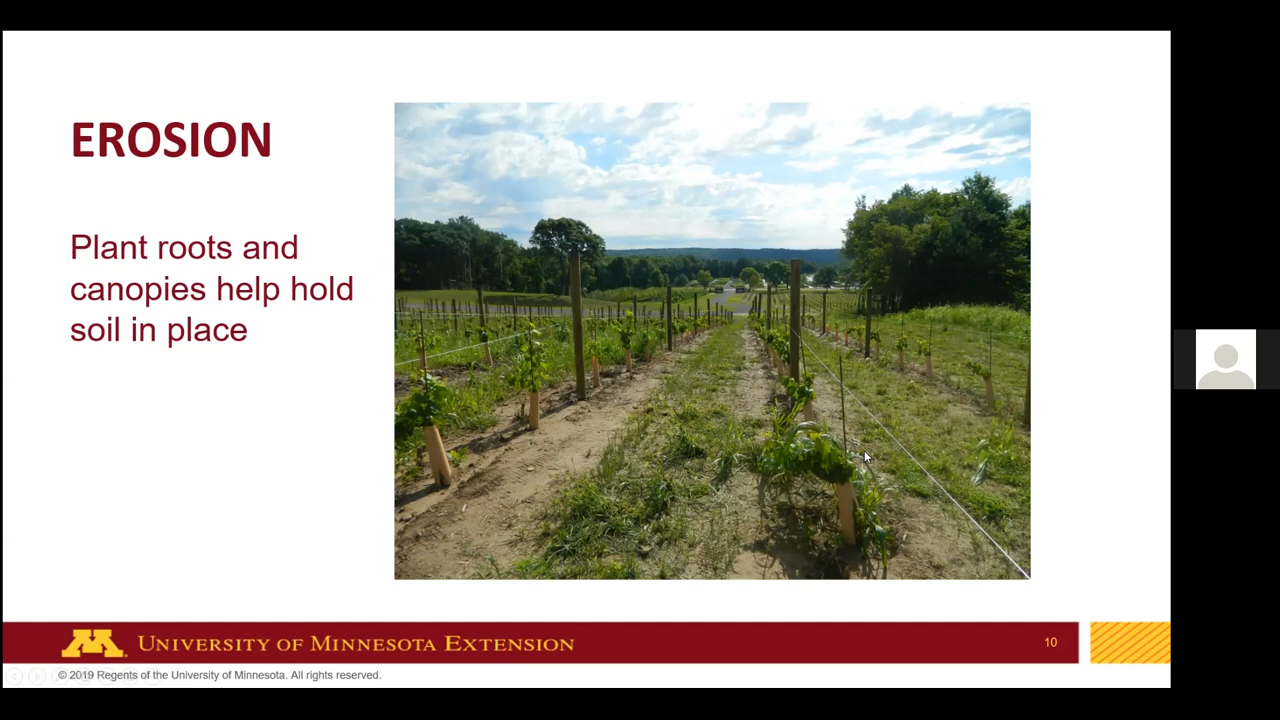 EROSION
Plant roots and
canopies help hold
soil in place
UNIVERSITY OF MINNESOTA EXTENSION
10
© 2019 Regents of the University of Minnesota. All rights reserved.